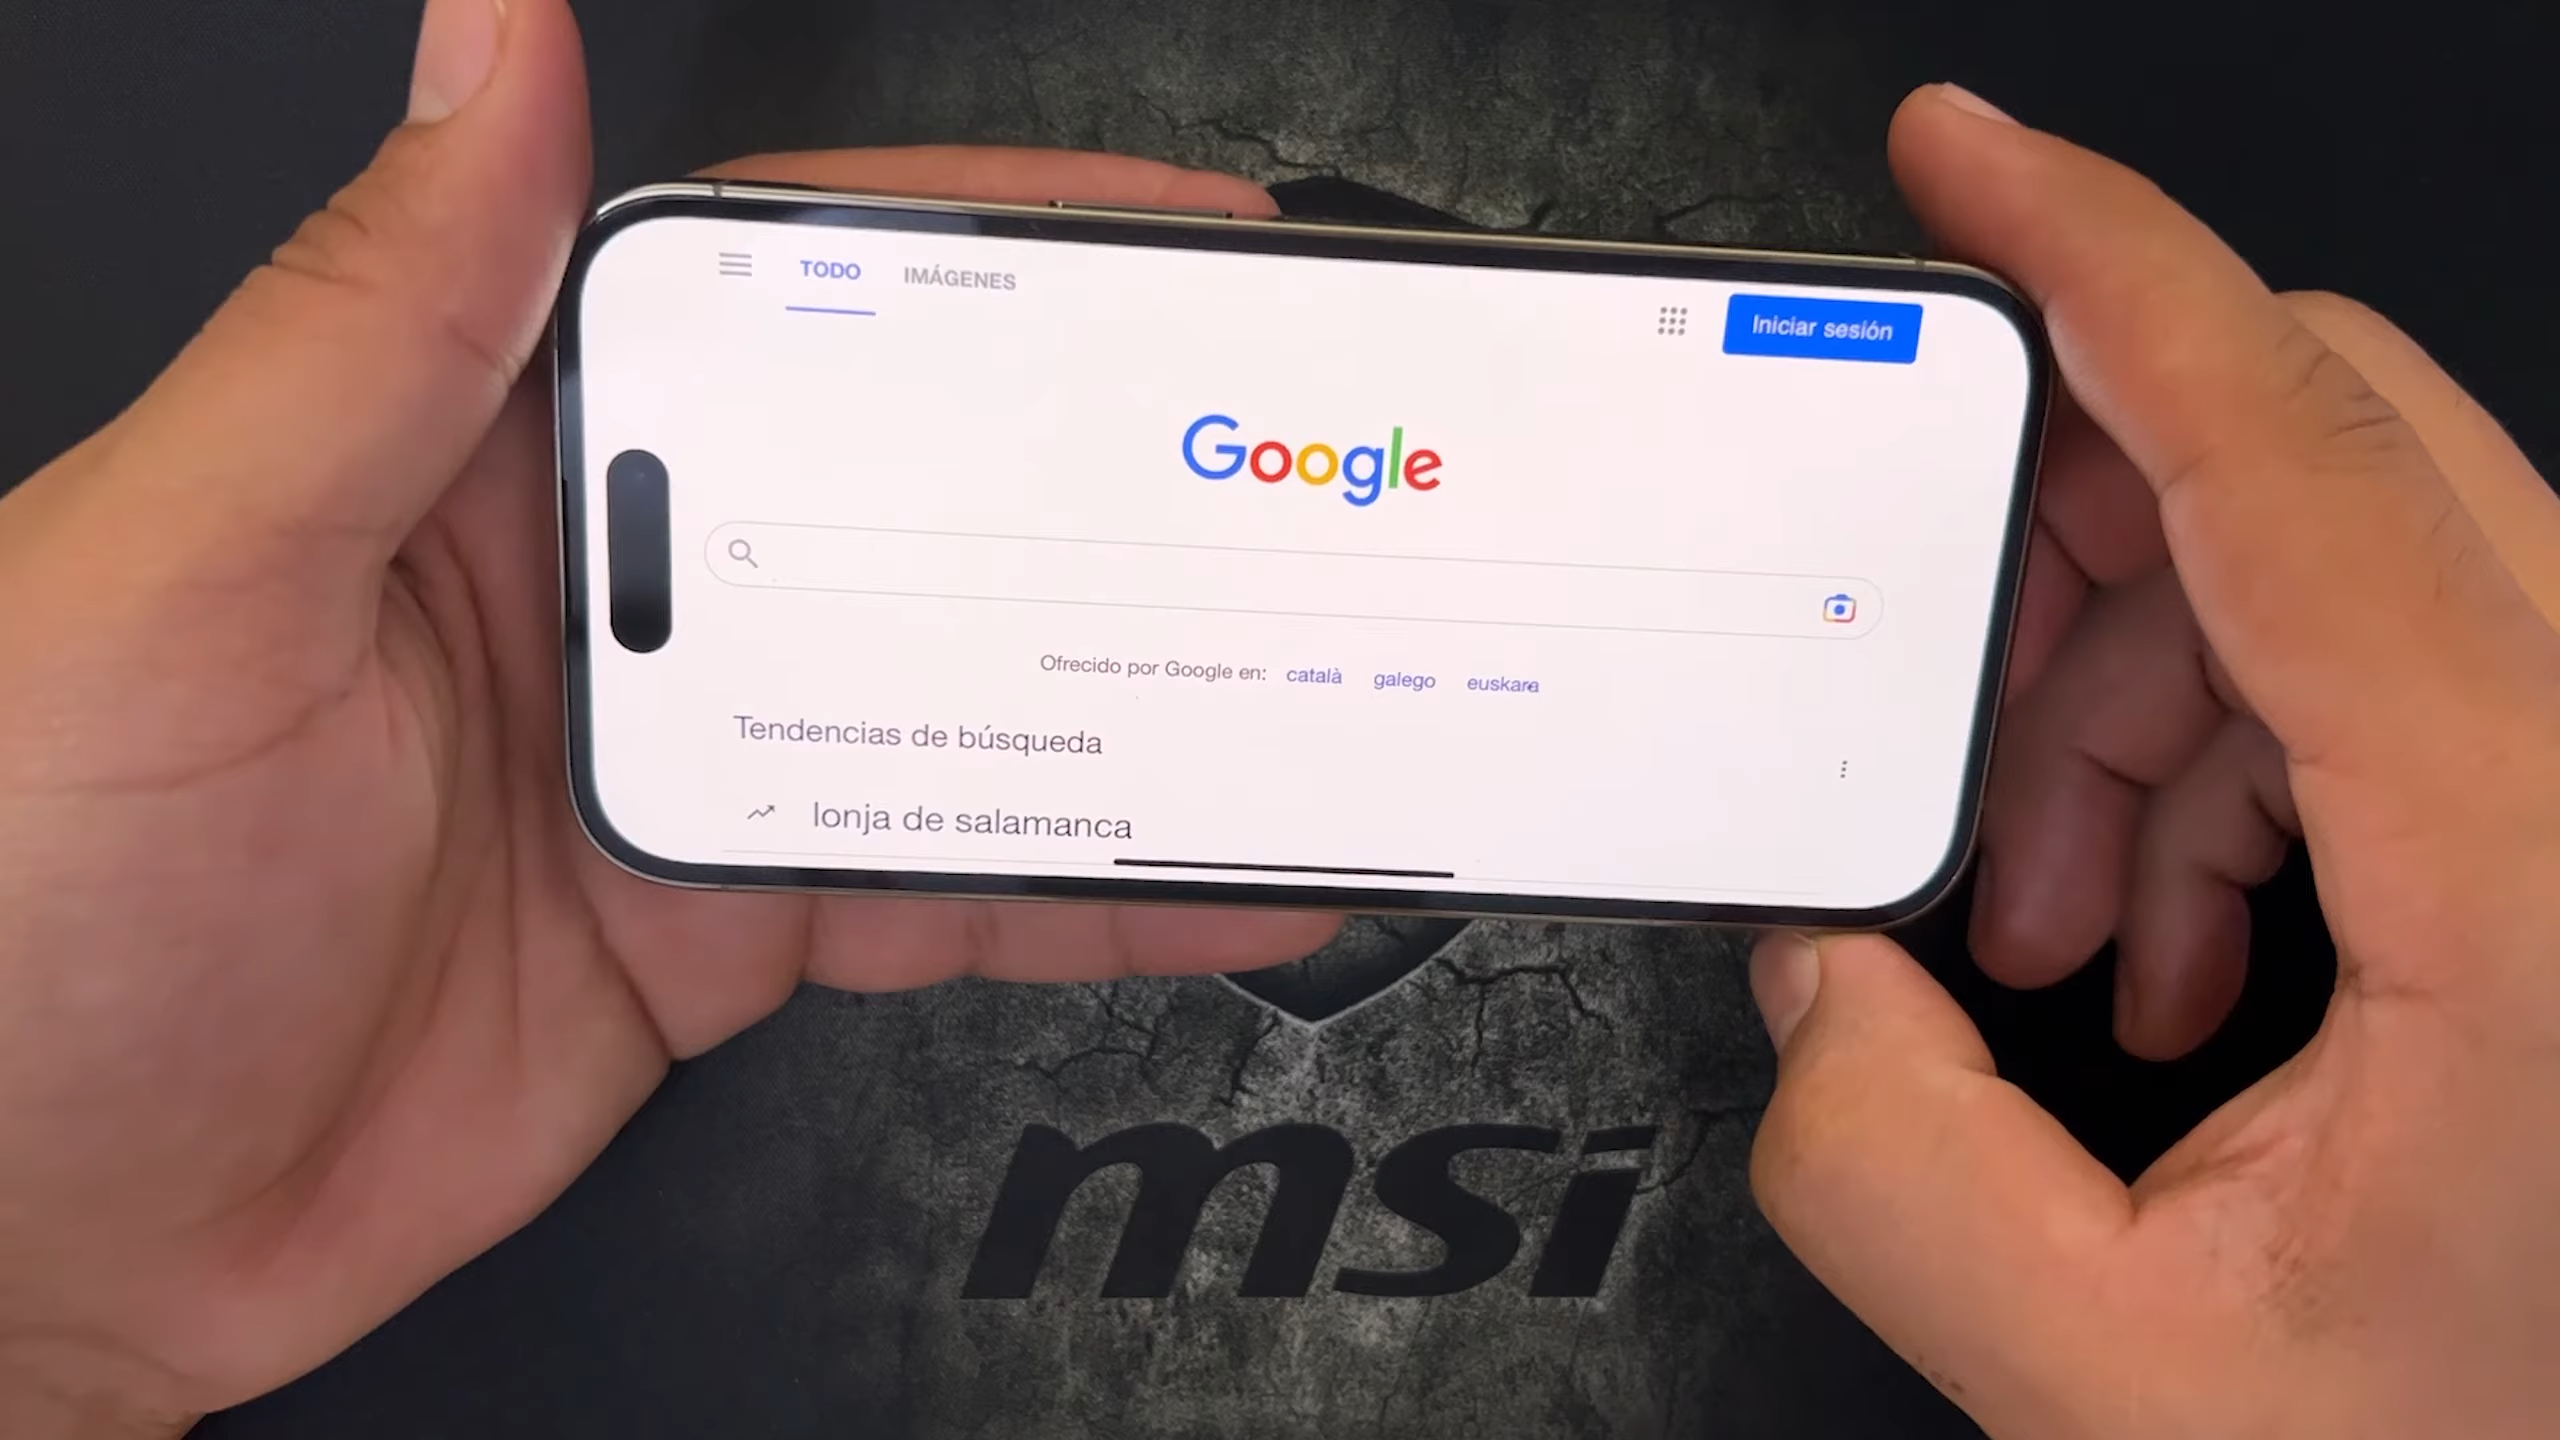 TODO IMÁGENES
Iniciar sesión
Google
Ofrecido por Google en: català galego euskara
Tendencias de búsqueda
lonja de salamanca
msi